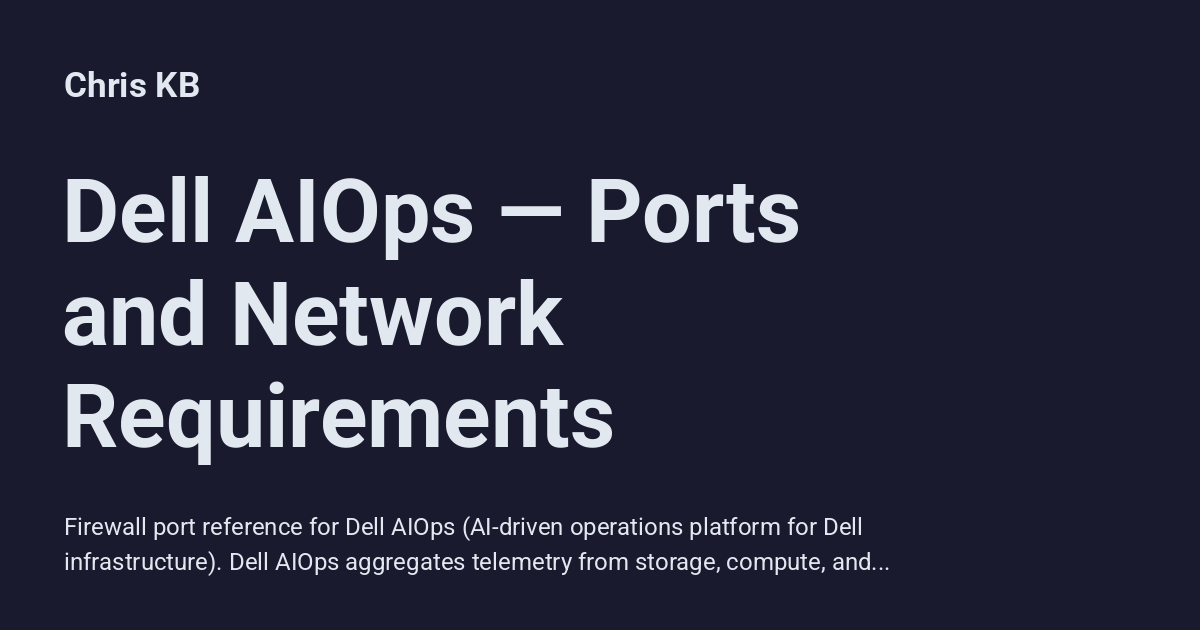 Chris KB
Dell AIOps — Ports
and Network
Requirements
Firewall port reference for Dell AIOps (AI-driven operations platform for Dell
infrastructure). Dell AIOps aggregates telemetry from storage, compute, and...